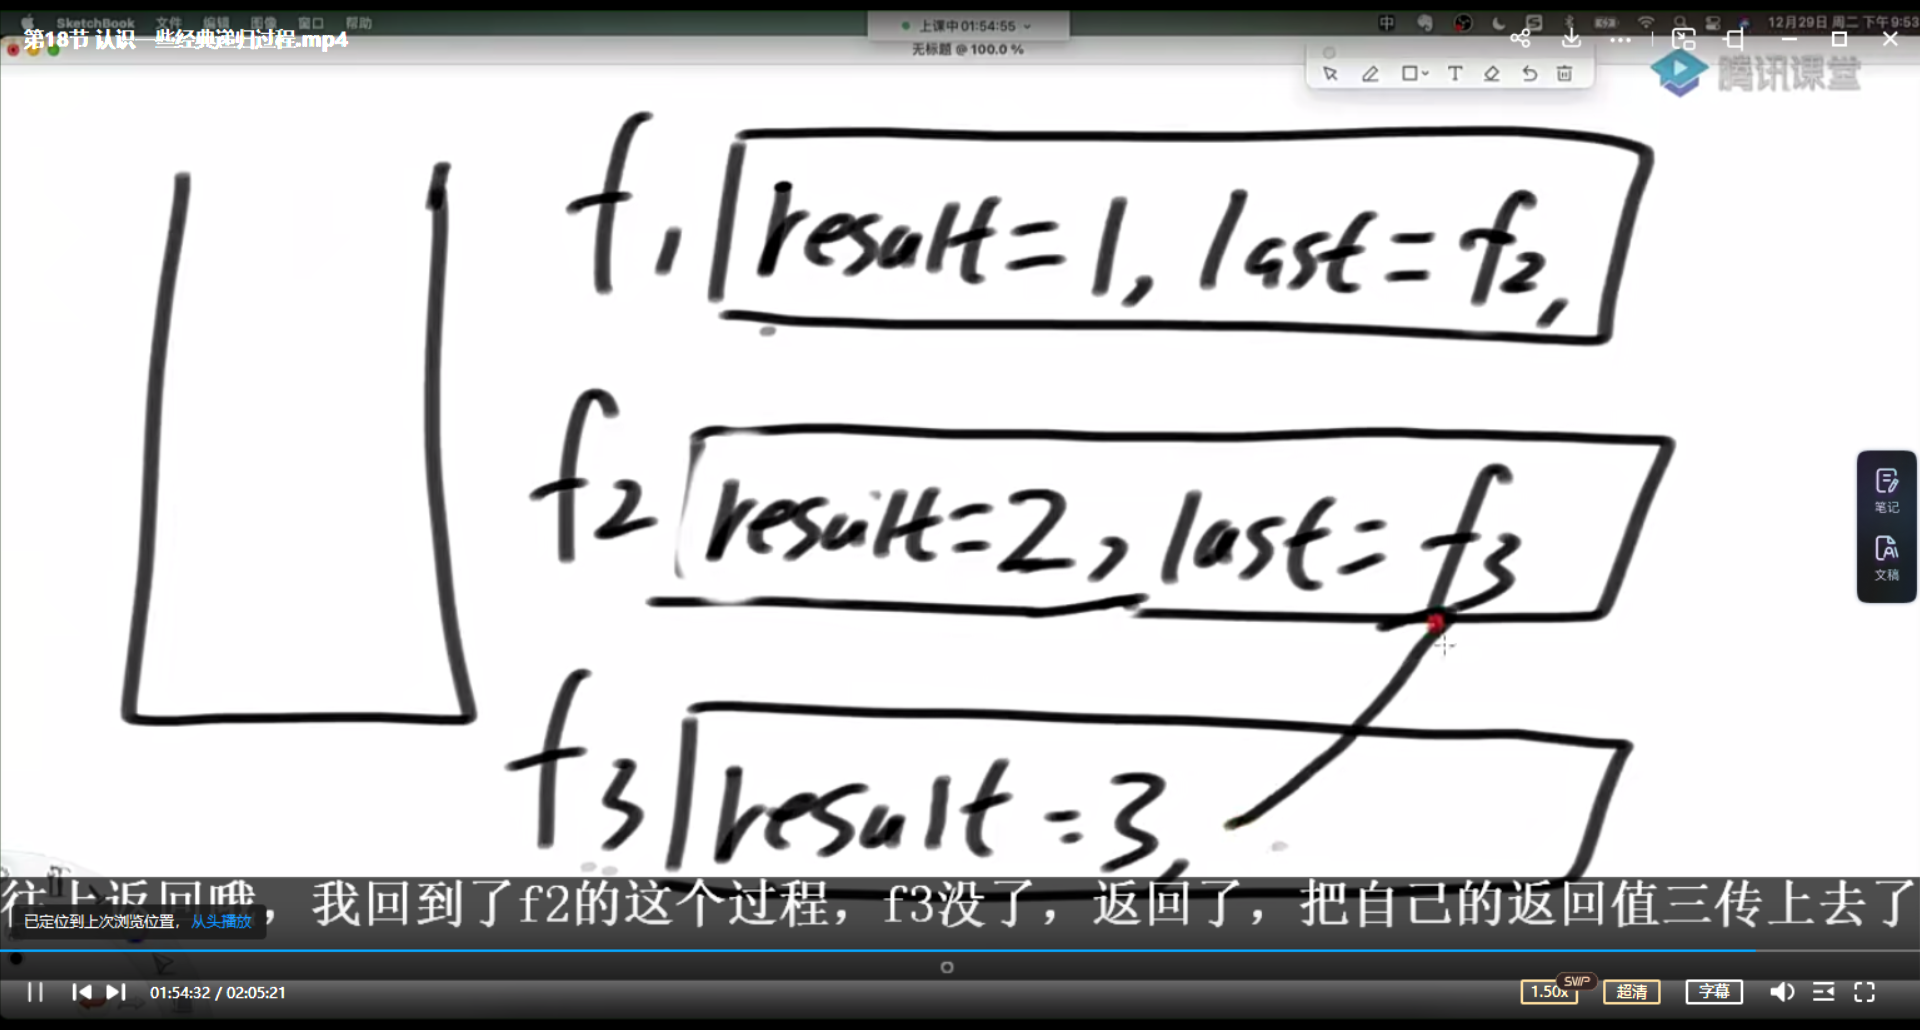 SketchBook 文件 编辑 图像 窗口 帮助
上课中 01:54:55
中
12月29日 周二 下午9:53
第18节 认识一些经典递归过程.mp4
无标题 @ 100.0 %
T
腾讯课堂
f1 result=1, last=f2,
f2 result=2, last=f3
笔记
文稿
f3 result=3,
往上返回哦，我回到了f2的这个过程，f3没了，返回了，把自己的返回值三传上去了
已定位到上次浏览位置，从头播放
01:54:32 / 02:05:21
SVIP
1.50x
超清
字幕